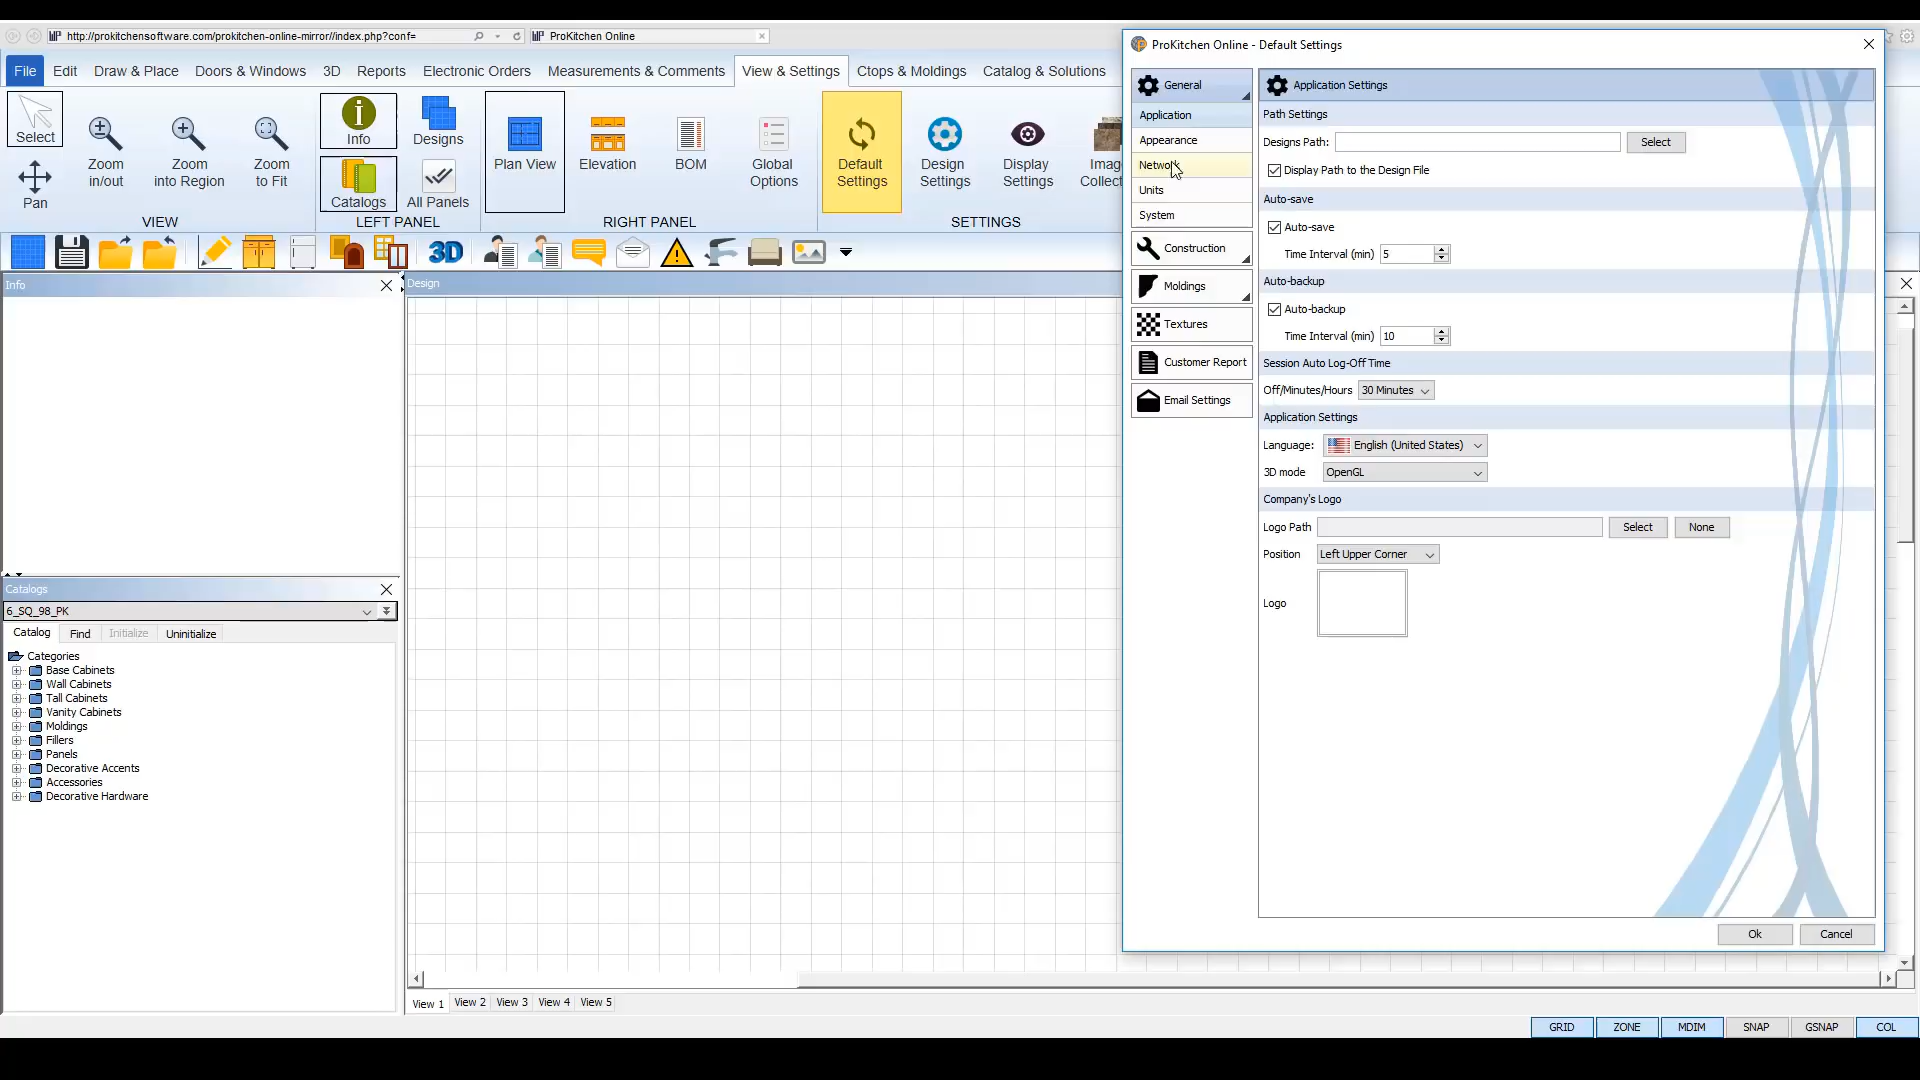 http://prokitchensoftware.com/prokitchen-online-mirror//index.php?conf=
ProKitchen Online
File Edit Draw & Place Doors & Windows 3D Reports Electronic Orders Measurements & Comments View & Settings Ctops & Moldings Catalog & Solutions
Select
Pan
Zoom in/out
Zoom into Region
Zoom to Fit
VIEW
Info
Catalogs
Designs
All Panels
LEFT PANEL
Plan View
Elevation
BOM
Global Options
RIGHT PANEL
Default Settings
Design Settings
Display Settings
Imag
Collect
SETTINGS
3D
Info
Design
Catalogs
6_SQ_98_PK
Catalog Find Initialize Uninitialize
Categories
Base Cabinets
Wall Cabinets
Tall Cabinets
Vanity Cabinets
Moldings
Fillers
Panels
Decorative Accents
Accessories
Decorative Hardware
View 1 View 2 View 3 View 4 View 5
GRID ZONE MDIM SNAP GSNAP COL
ProKitchen Online - Default Settings
General
Application
Appearance
Network
Units
System
Construction
Moldings
Textures
Customer Report
Email Settings
Application Settings
Path Settings
Designs Path: Select
Display Path to the Design File
Auto-save
Auto-save
Time Interval (min) 5
Auto-backup
Auto-backup
Time Interval (min) 10
Session Auto Log-Off Time
Off/Minutes/Hours 30 Minutes
Application Settings
Language: English (United States)
3D mode OpenGL
Company's Logo
Logo Path Select None
Position Left Upper Corner
Logo
Ok Cancel